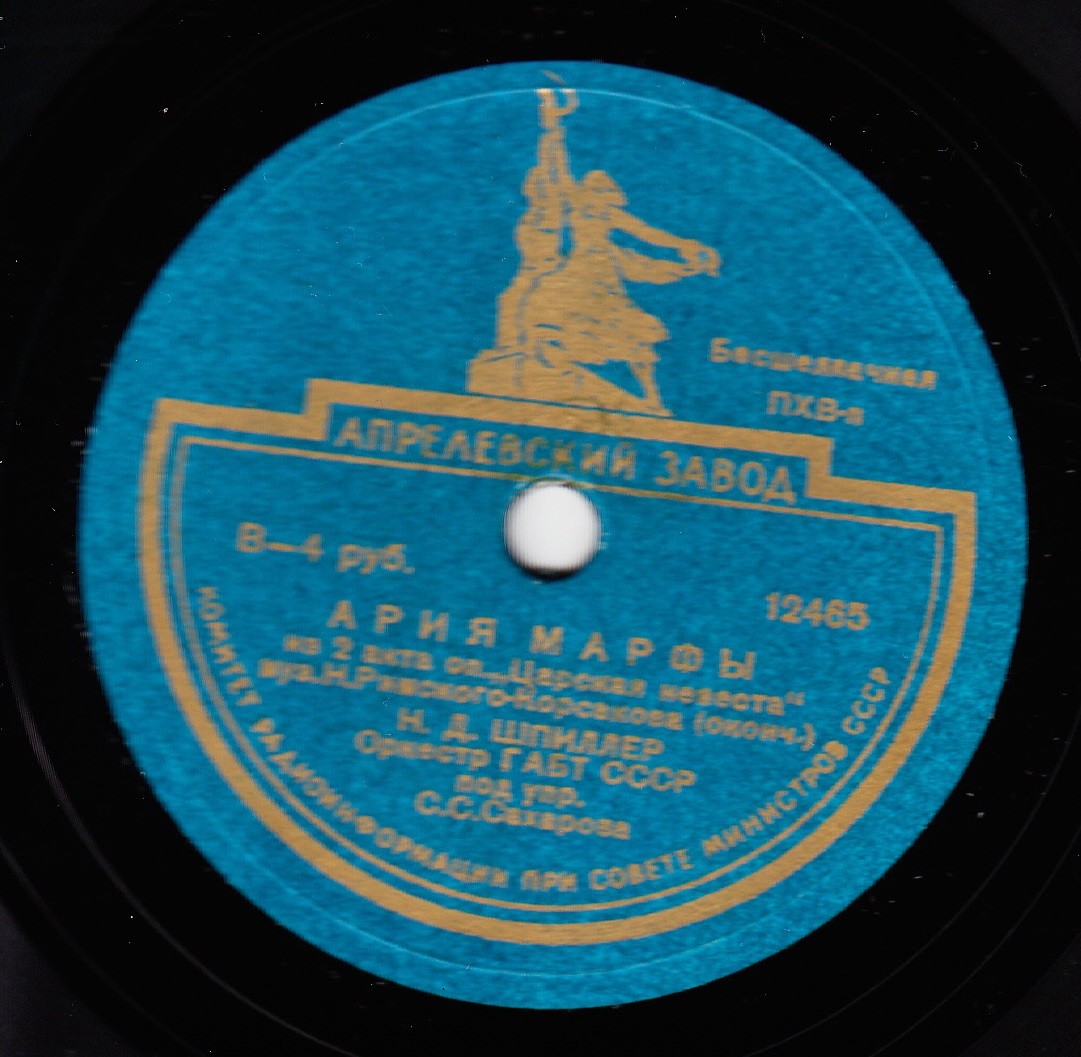 Бесшеллачная
ПХВ-я
АПРЕЛЕВСКИЙ ЗАВОД
В—4 руб.
12465
АРИЯ МАРФЫ
из 2 акта оп. „Царская невеста“
муз. Н. Римского-Корсакова (оконч.)
Н. Д. ШПИЛЛЕР
Оркестр ГАБТ СССР
под упр.
С.С.Сахарова
КОМИТЕТ РАДИОИНФОРМАЦИИ ПРИ СОВЕТЕ МИНИСТРОВ СССР